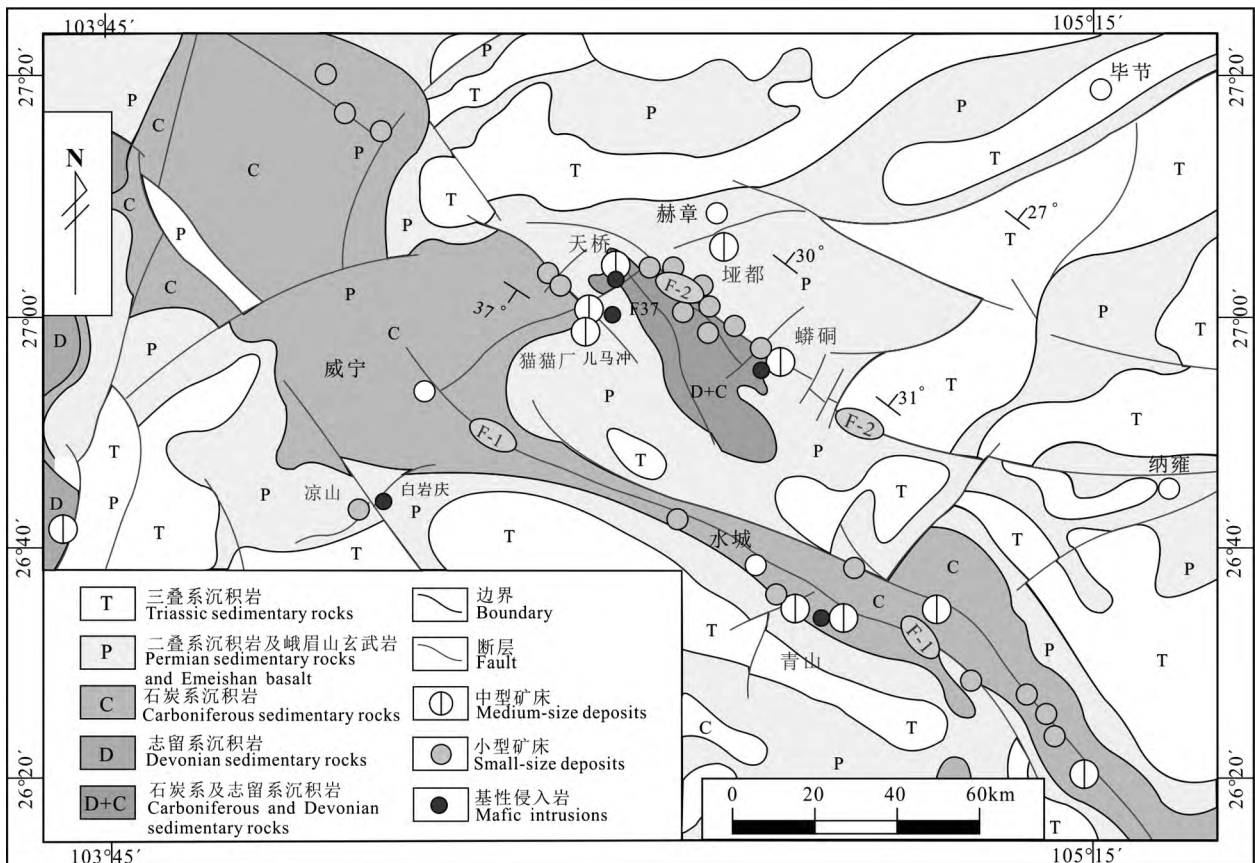 103°45′
105°15′
27°20′
27°20′
毕节
P
P
T
P
P
C
P
C
T
T
T
N
C
P
P
T
赫章
27°
T
天桥
30°
垭都
P
F-2
C
P
37°
F37
27°00′
27°00′
P
T
D
P
C
蟒硐
猫猫厂
儿马冲
威宁
D+C
31°
T
P
T
F-1
F-2
T
T
P
纳雍
凉山
白岩庆
P
P
P
T
D
T
T
T
T
P
26°40′
26°40′
水城
C
C
T
三叠系沉积岩
Triassic sedimentary rocks
边界
Boundary
P
二叠系沉积岩及峨眉山玄武岩
Permian sedimentary rocks
and Emeishan basalt
断层
Fault
C
石炭系沉积岩
Carboniferous sedimentary rocks
中型矿床
Medium-size deposits
D
志留系沉积岩
Devonian sedimentary rocks
小型矿床
Small-size deposits
D+C
石炭系及志留系沉积岩
Carboniferous and Devonian
sedimentary rocks
基性侵入岩
Mafic intrusions
T
F-1
青山
P
T
C
T
P
P
T
26°20′
26°20′
0 20 40 60km
103°45′
105°15′